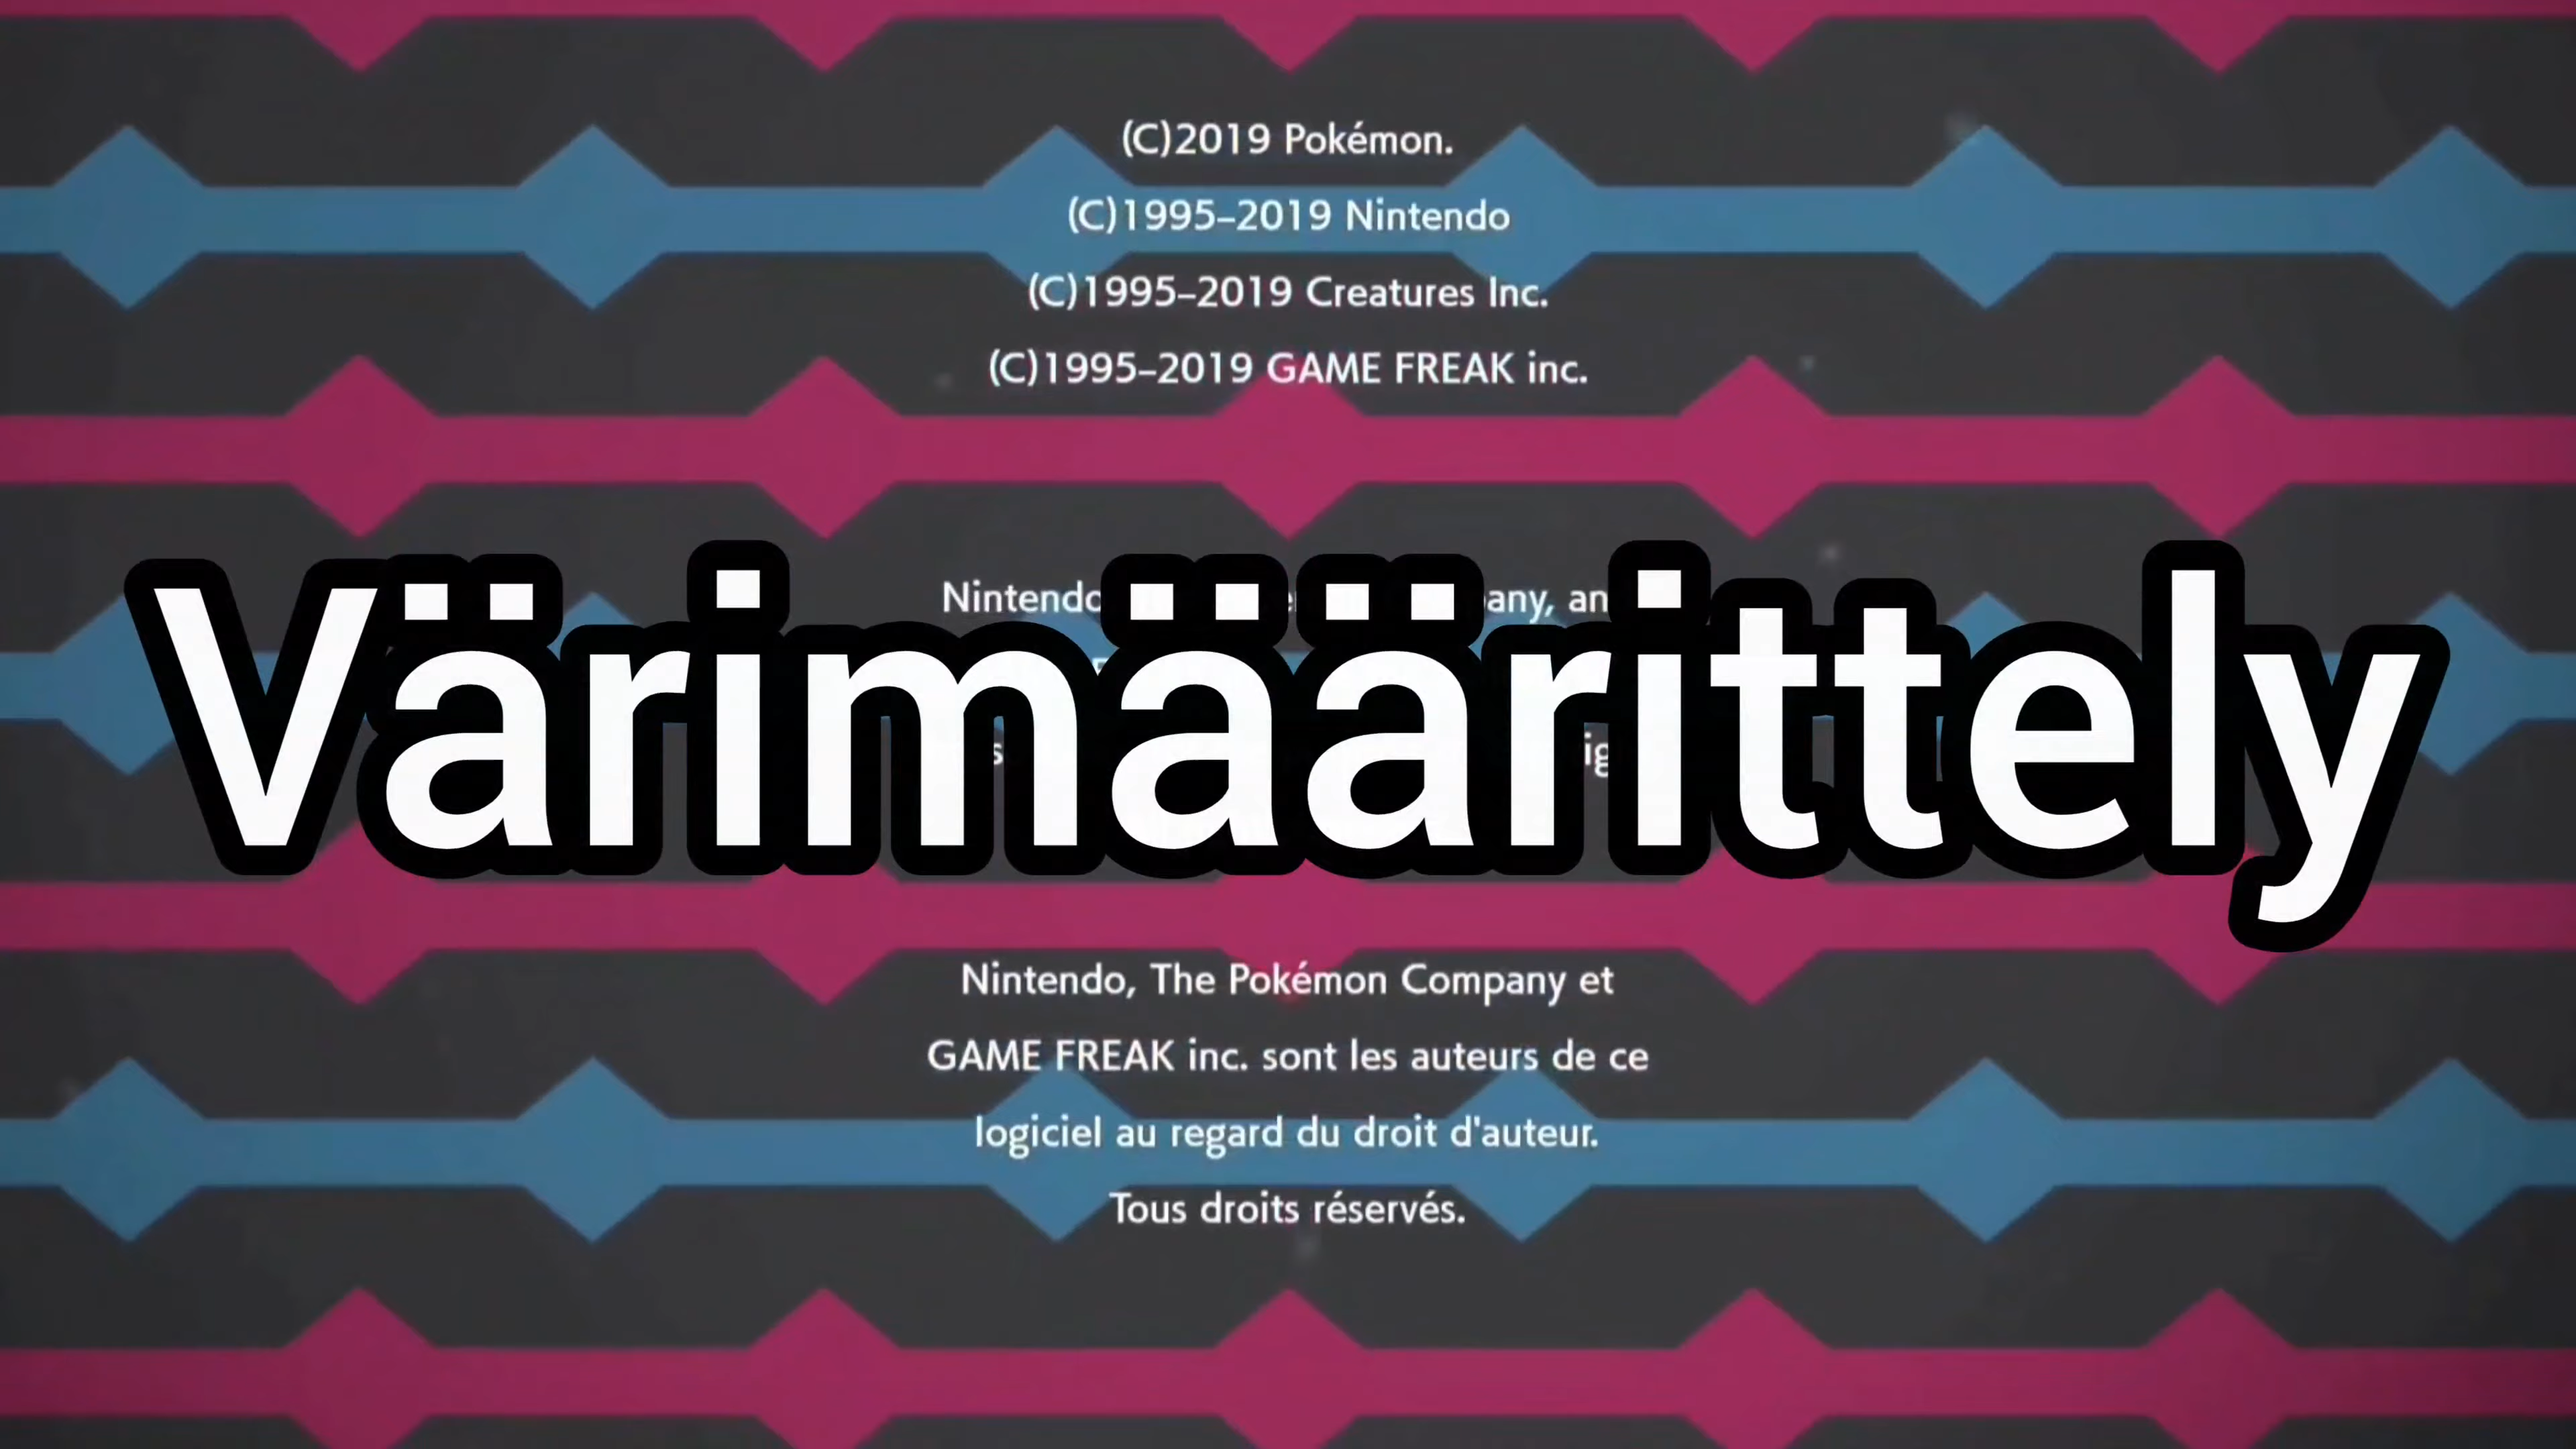 (C)2019 Pokémon.
(C)1995–2019 Nintendo
(C)1995–2019 Creatures Inc.
(C)1995–2019 GAME FREAK inc.
Nintendo
Värimäärittely
Nintendo, The Pokémon Company et
GAME FREAK inc. sont les auteurs de ce
logiciel au regard du droit d'auteur.
Tous droits réservés.